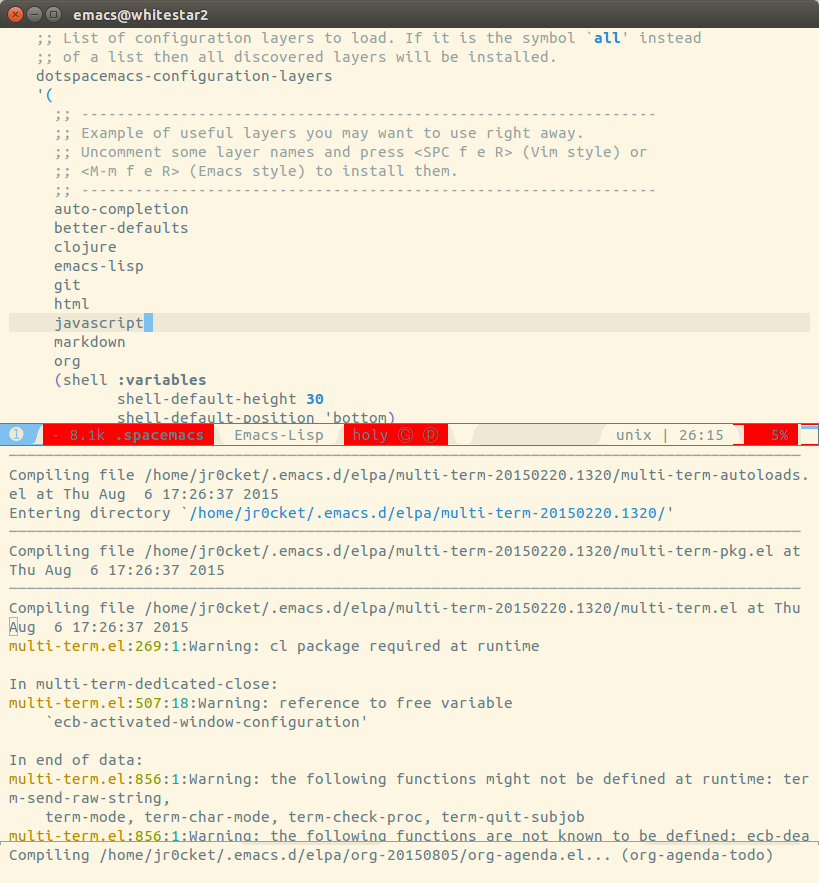 emacs@whitestar2
;; List of configuration layers to load. If it is the symbol `all' instead
;; of a list then all discovered layers will be installed.
dotspacemacs-configuration-layers
'(
;; ----------------------------------------------------------------
;; Example of useful layers you may want to use right away.
;; Uncomment some layer names and press <SPC f e R> (Vim style) or
;; <M-m f e R> (Emacs style) to install them.
;; ----------------------------------------------------------------
auto-completion
better-defaults
clojure
emacs-lisp
git
html
javascript
markdown
org
(shell :variables
shell-default-height 30
shell-default-position 'bottom)
① - 8.1k .spacemacs Emacs-Lisp holy Ⓖ ⓟ unix | 26:15 5%
Compiling file /home/jr0cket/.emacs.d/elpa/multi-term-20150220.1320/multi-term-autoloads.
el at Thu Aug  6 17:26:37 2015
Entering directory `/home/jr0cket/.emacs.d/elpa/multi-term-20150220.1320/'
Compiling file /home/jr0cket/.emacs.d/elpa/multi-term-20150220.1320/multi-term-pkg.el at
Thu Aug  6 17:26:37 2015
Compiling file /home/jr0cket/.emacs.d/elpa/multi-term-20150220.1320/multi-term.el at Thu
Aug  6 17:26:37 2015
multi-term.el:269:1:Warning: cl package required at runtime
In multi-term-dedicated-close:
multi-term.el:507:18:Warning: reference to free variable
`ecb-activated-window-configuration'
In end of data:
multi-term.el:856:1:Warning: the following functions might not be defined at runtime: ter
m-send-raw-string,
term-mode, term-char-mode, term-check-proc, term-quit-subjob
multi-term.el:856:1:Warning: the following functions are not known to be defined: ecb-dea
Compiling /home/jr0cket/.emacs.d/elpa/org-20150805/org-agenda.el... (org-agenda-todo)